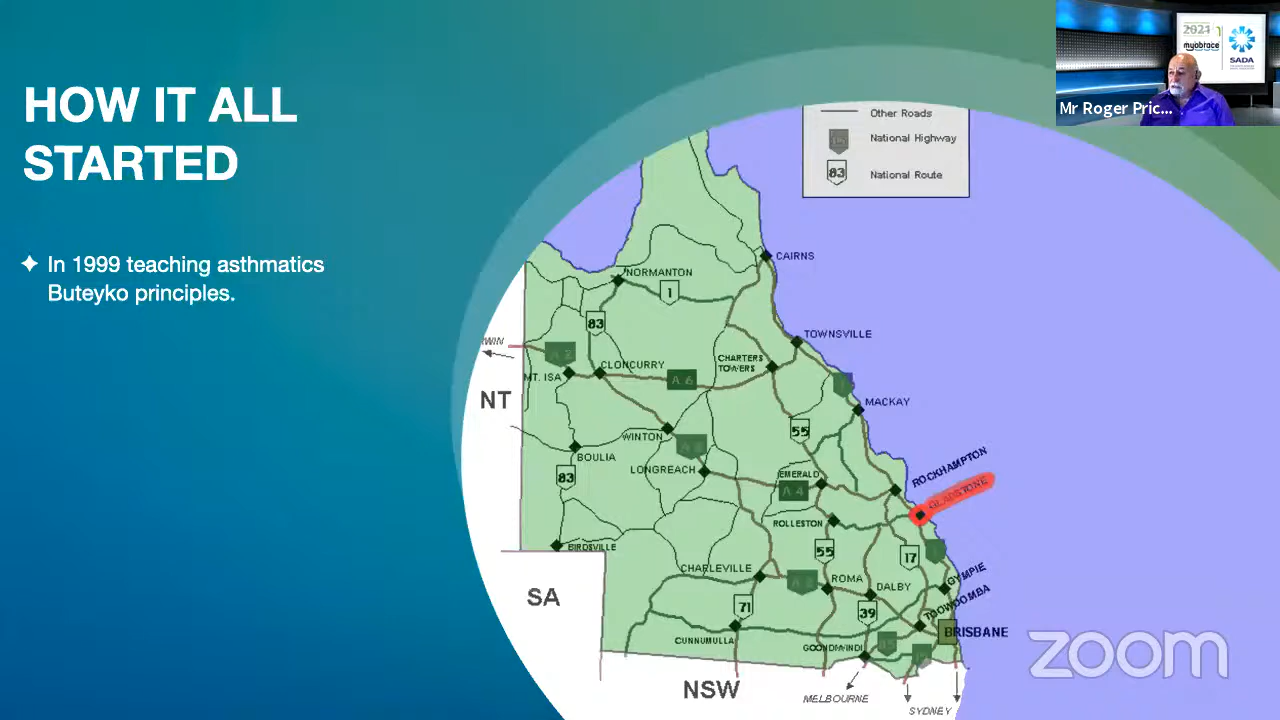 HOW IT ALL
STARTED
✦ In 1999 teaching asthmatics
Buteyko principles.
2021
myobrace
SADA
Mr Roger Pric...
Other Roads
National Highway
83
National Route
CAIRNS
NORMANTON
1
83
TOWNSVILLE
WIN
CLONCURRY
CHARTERS
TOWERS
MT. ISA
A 6
NT
MACKAY
WINTON
55
BOULIA
LONGREACH
EMERALD
ROCKHAMPTON
83
A 4
GLADSTONE
ROLLESTON
BIRDSVILLE
55
17
CHARLEVILLE
ROMA
DALBY
GYMPIE
SA
71
39
TOOWOOMBA
CUNNUMULLA
BRISBANE
GOONDIWINDI
NSW
MELBOURNE
SYDNEY
zoom